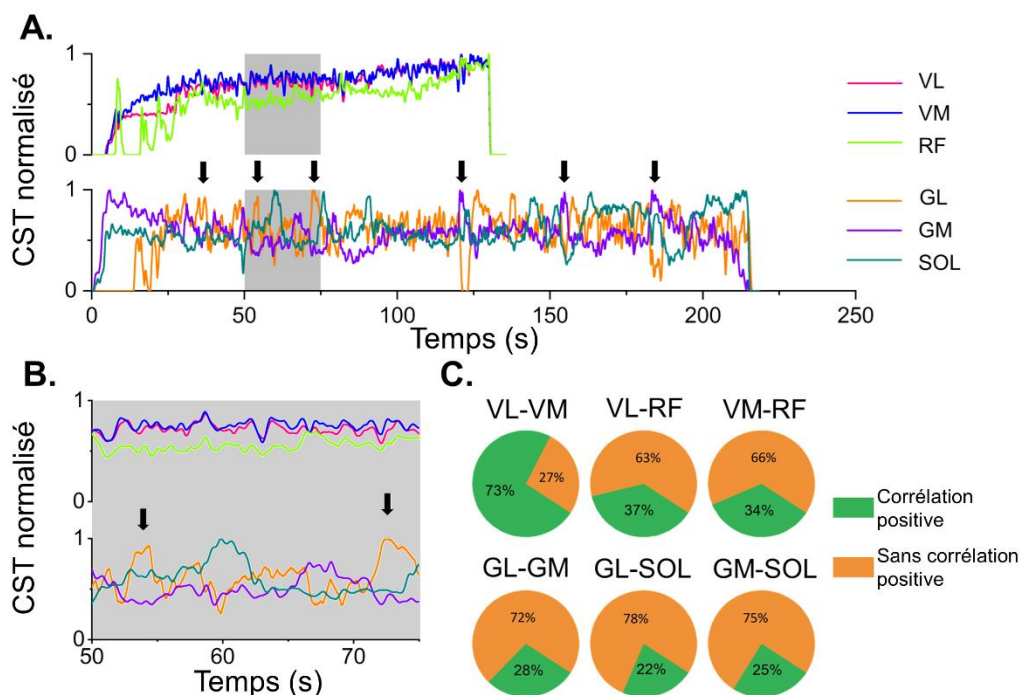 A.
CST normalisé
1
0
1
0
0
50
100
150
200
250
Temps (s)
VL
VM
RF
GL
GM
SOL
B.
CST normalisé
1
0
1
0
50
60
70
Temps (s)
C.
VL-VM
VL-RF
VM-RF
73%
27%
63%
37%
66%
34%
GL-GM
GL-SOL
GM-SOL
72%
28%
78%
22%
75%
25%
Corrélation
positive
Sans corrélation
positive